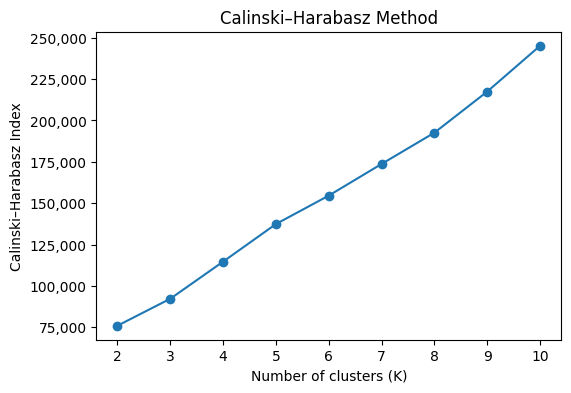 Calinski–Harabasz Method
Calinski–Harabasz Index
250,000
225,000
200,000
175,000
150,000
125,000
100,000
75,000
2 3 4 5 6 7 8 9 10
Number of clusters (K)